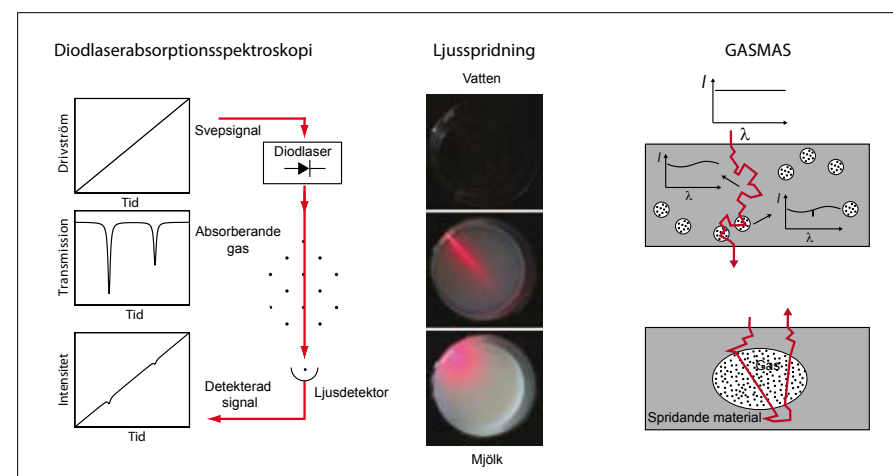 Diodlaserabsorptionsspektroskopi
Drivström
Tid
Svepsignal
Diodlaser
Transmission
Tid
Absorberande
gas
Intensitet
Tid
Detekterad
signal
Ljusdetektor
Ljusspridning
Vatten
Mjölk
GASMAS
I
λ
I
λ
I
λ
Gas
Spridande material